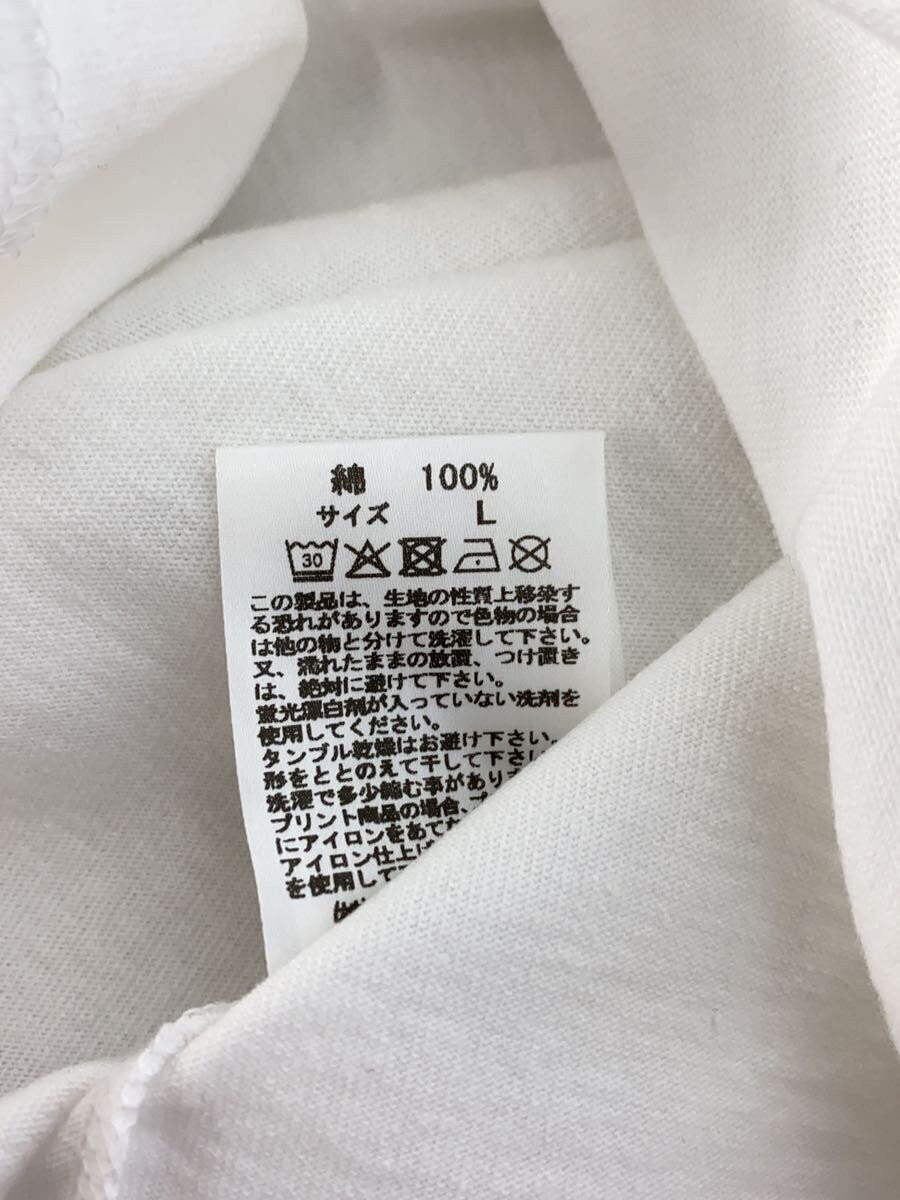 綿 100%
サイズ L
30
この製品は、生地の性質上移染す
る恐れがありますので色物の場合
は他の物と分けて洗濯して下さい。
又、濡れたままの放置、つけ置き
は、絶対に避けて下さい。
蛍光漂白剤が入っていない洗剤を
使用してください。
タンブル乾燥はお避け下さい。
形をととのえて干して下さい
洗濯で多少縮む事があり
プリント商品の場合、プ
にアイロンをあてた
アイロン仕上げ
を使用して